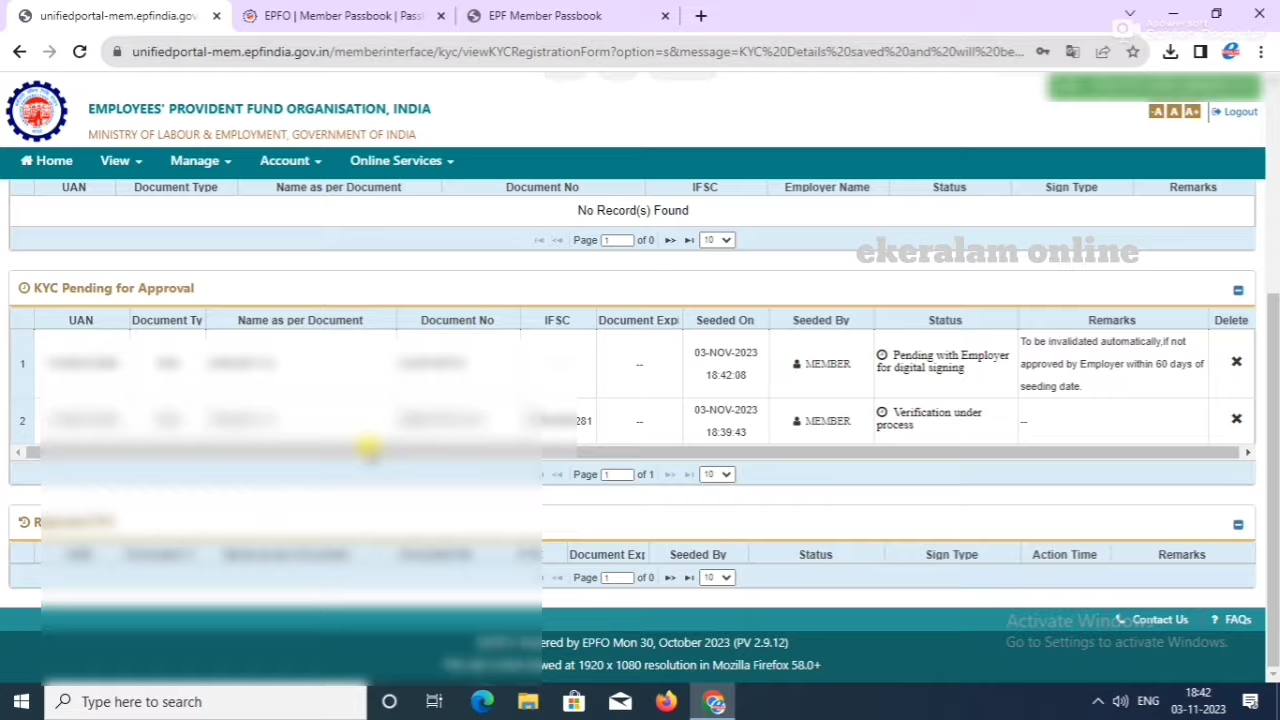 unifiedportal-mem.epfindia.gov
EPFO | Member Passbook | Pass
EPF Member Passbook
unifiedportal-mem.epfindia.gov.in/memberinterface/kyc/viewKYCRegistrationForm?option=s&message=KYC%20Details%20saved%20and%20will%20be...
EMPLOYEES' PROVIDENT FUND ORGANISATION, INDIA
MINISTRY OF LABOUR & EMPLOYMENT, GOVERNMENT OF INDIA
-A A A+ Logout
Home View Manage Account Online Services
UAN Document Type Name as per Document Document No IFSC Employer Name Status Sign Type Remarks
No Record(s) Found
Page 1 of 0 10
ekeralam online
KYC Pending for Approval
UAN Document Ty Name as per Document Document No IFSC Document Expi Seeded On Seeded By Status Remarks Delete
1 -- 03-NOV-2023 18:42:08 MEMBER Pending with Employer for digital signing To be invalidated automatically,if not approved by Employer within 60 days of seeding date.
2 281 -- 03-NOV-2023 18:39:43 MEMBER Verification under process --
Page 1 of 1 10
Document Exp Seeded By Status Sign Type Action Time Remarks
Page 1 of 0 10
Activate Windows
Go to Settings to activate Windows.
Contact Us ? FAQs
ered by EPFO Mon 30, October 2023 (PV 2.9.12)
wed at 1920 x 1080 resolution in Mozilla Firefox 58.0+
Type here to search
ENG
18:42
03-11-2023